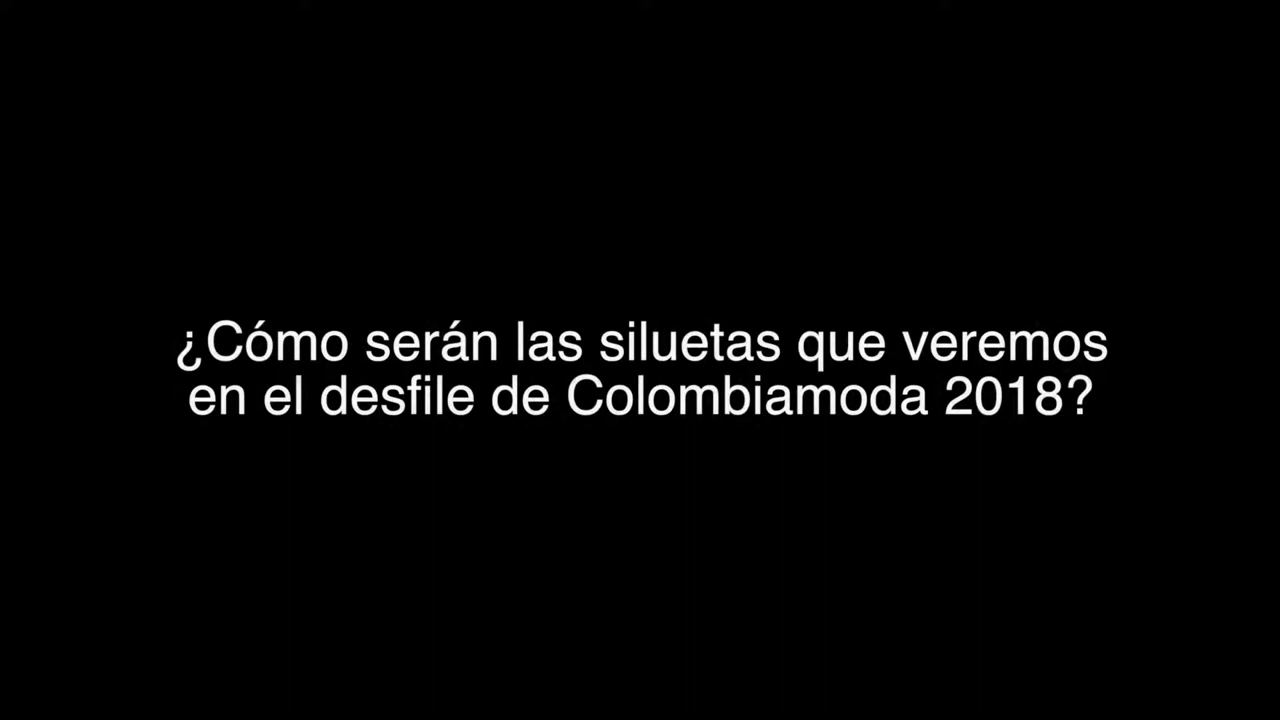 ¿Cómo serán las siluetas que veremos
en el desfile de Colombiamoda 2018?